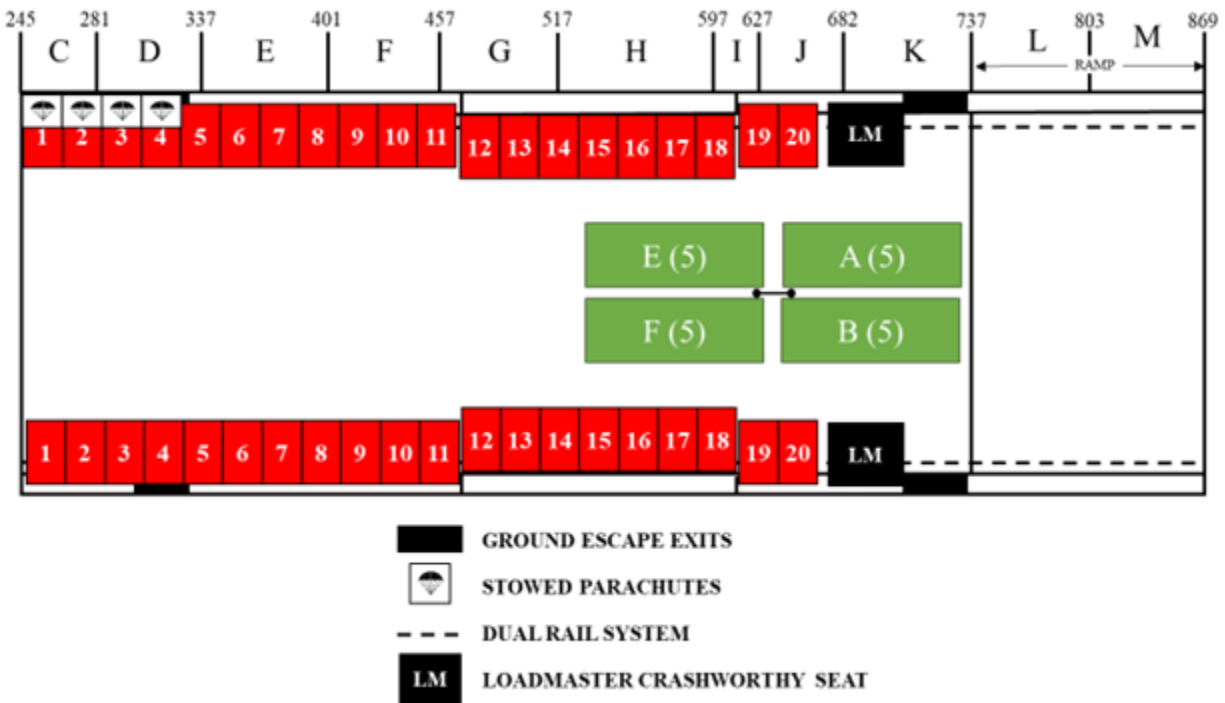 245 281 337 401 457 517 597 627 682 737 803 869
C D E F G H I J K L M
RAMP
1 2 3 4 5 6 7 8 9 10 11 12 13 14 15 16 17 18 19 20 LM
E (5) A (5)
F (5) B (5)
1 2 3 4 5 6 7 8 9 10 11 12 13 14 15 16 17 18 19 20 LM
GROUND ESCAPE EXITS
STOWED PARACHUTES
DUAL RAIL SYSTEM
LM LOADMASTER CRASHWORTHY SEAT